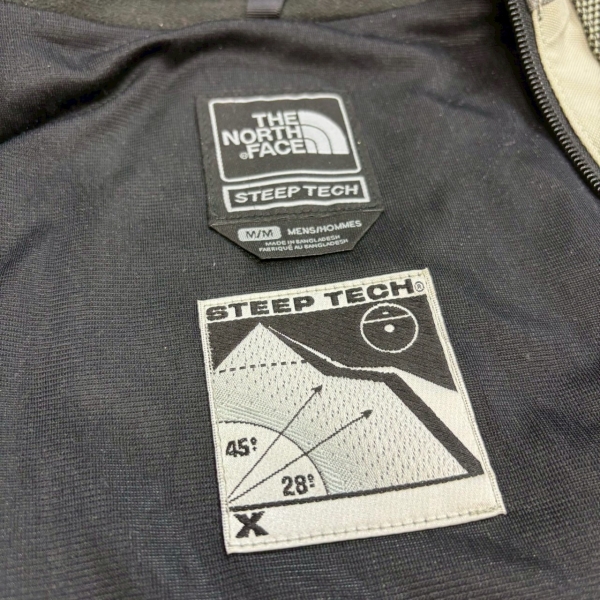 THE
NORTH
FACE®
STEEP TECH
M/M MENS/HOMMES
MADE IN BANGLADESH
FABRIQUÉ AU BANGLADESH
STEEP TECH®
45°
28°
X